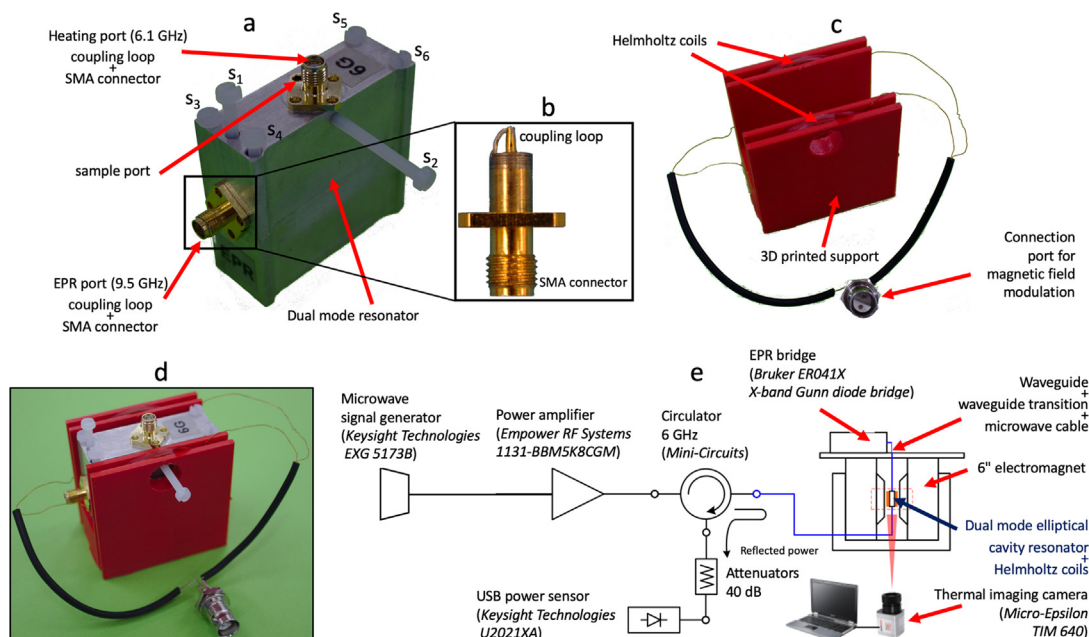 a
Heating port (6.1 GHz)
coupling loop
+
SMA connector
s₅
s₆
s₁
s₃
s₄
s₂
6G
sample port
EPR
EPR port (9.5 GHz)
coupling loop
+
SMA connector
Dual mode resonator
b
coupling loop
SMA connector
c
Helmholtz coils
3D printed support
Connection
port for
magnetic field
modulation
d
6G
e
Microwave
signal generator
(Keysight Technologies
EXG 5173B)
Power amplifier
(Empower RF Systems
1131-BBM5K8CGM)
Circulator
6 GHz
(Mini-Circuits)
EPR bridge
(Bruker ER041X
X-band Gunn diode bridge)
Waveguide
+
waveguide transition
+
microwave cable
6" electromagnet
Dual mode elliptical
cavity resonator
+
Helmholtz coils
Reflected power
Attenuators
40 dB
USB power sensor
(Keysight Technologies
U2021XA)
Thermal imaging camera
(Micro-Epsilon
TIM 640)